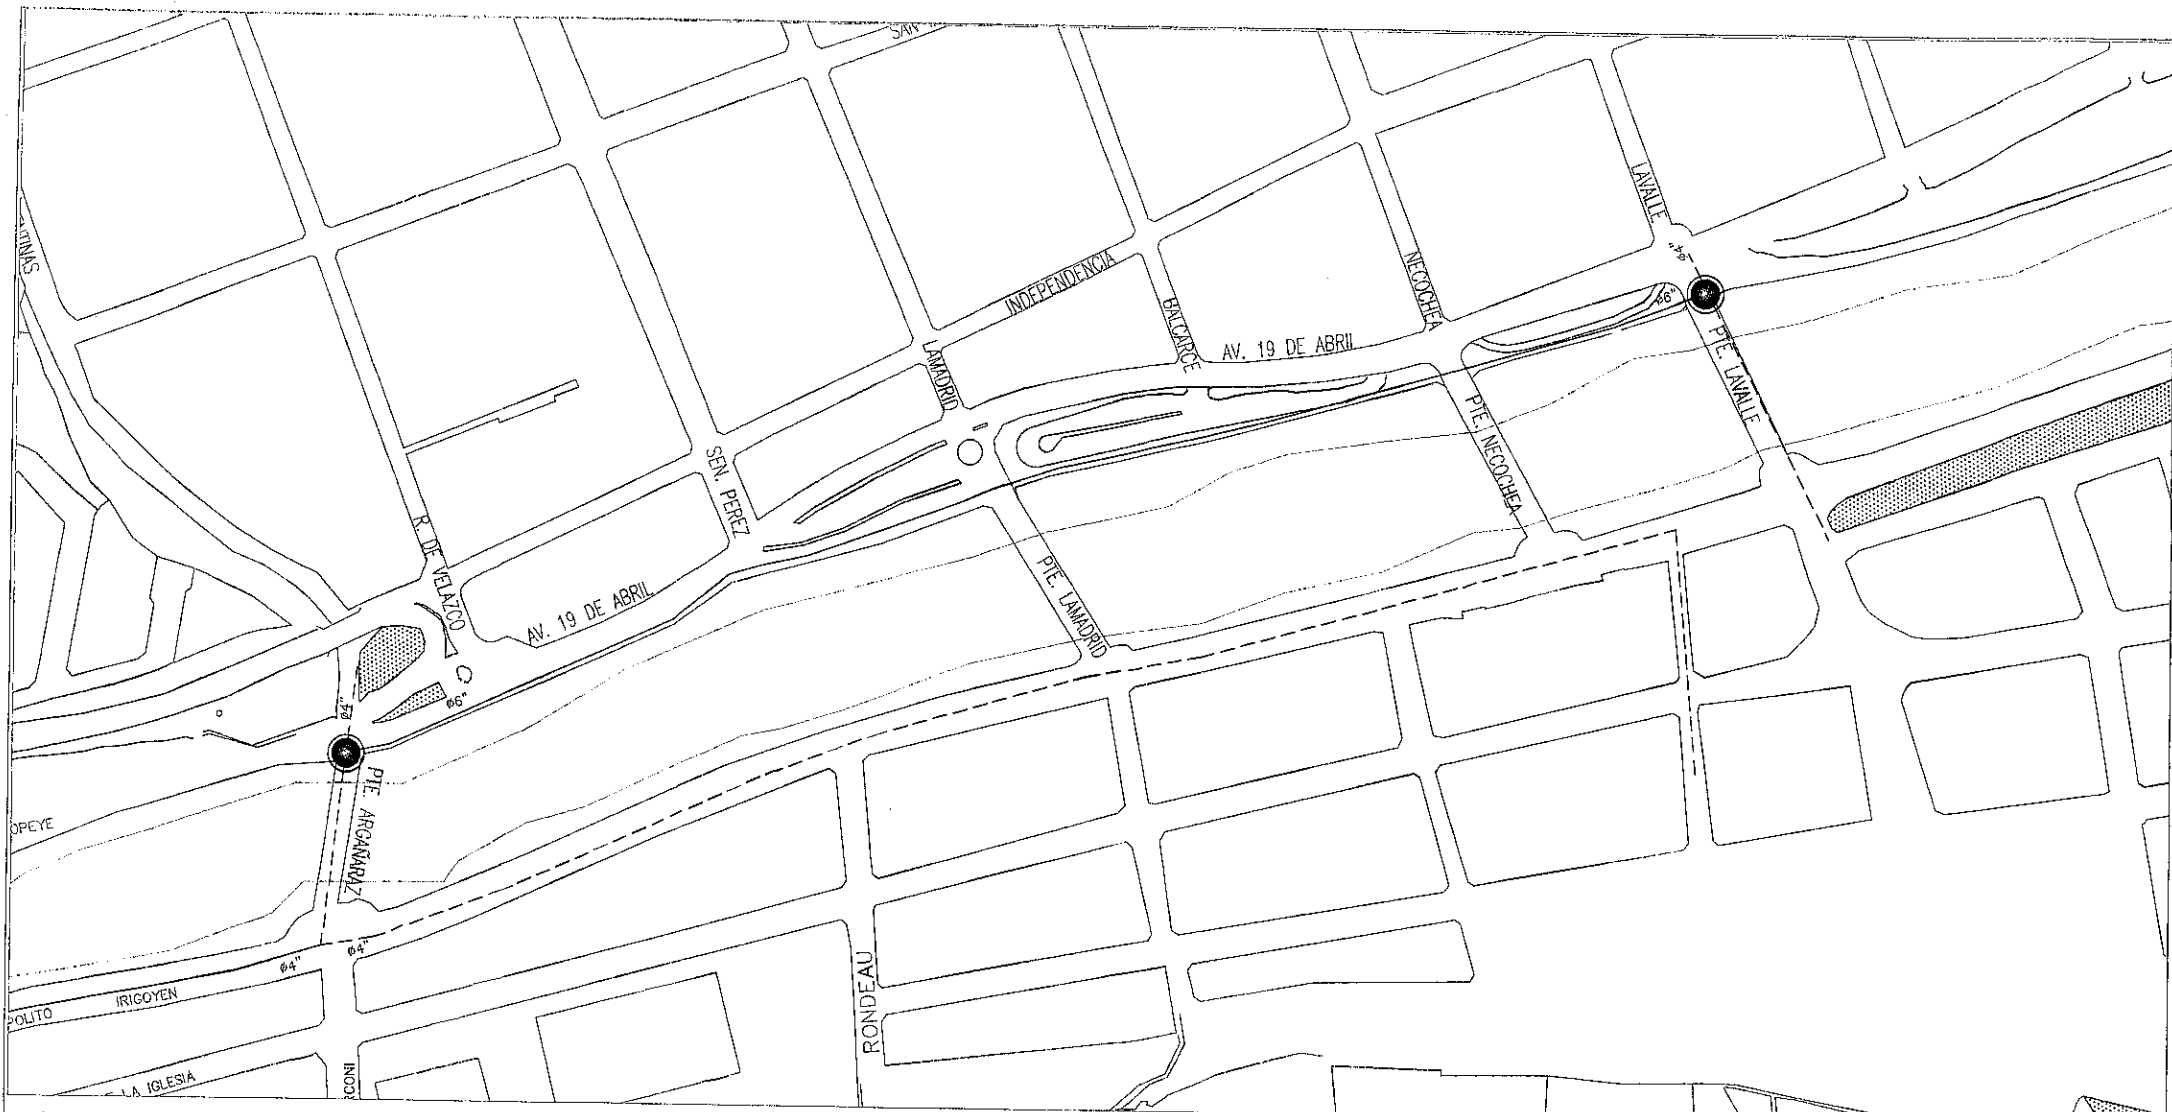 SAN
LAVALLE
ø4"
NTINAS
NECOCHEA
INDEPENDENCIA
ø6"
BALCARCE
PTE. LAVALLE
AV. 19 DE ABRIL
LAMADRID
PTE. NECOCHEA
SEN. PEREZ
R. DE VELAZCO
PTE. LAMADRID
AV. 19 DE ABRIL
ø4"
ø6"
PTE. ARGAÑARAZ
OPEYE
ø4"
ø4"
IRIGOYEN
POLITO
RONDEAU
LA IGLESIA
RCONI